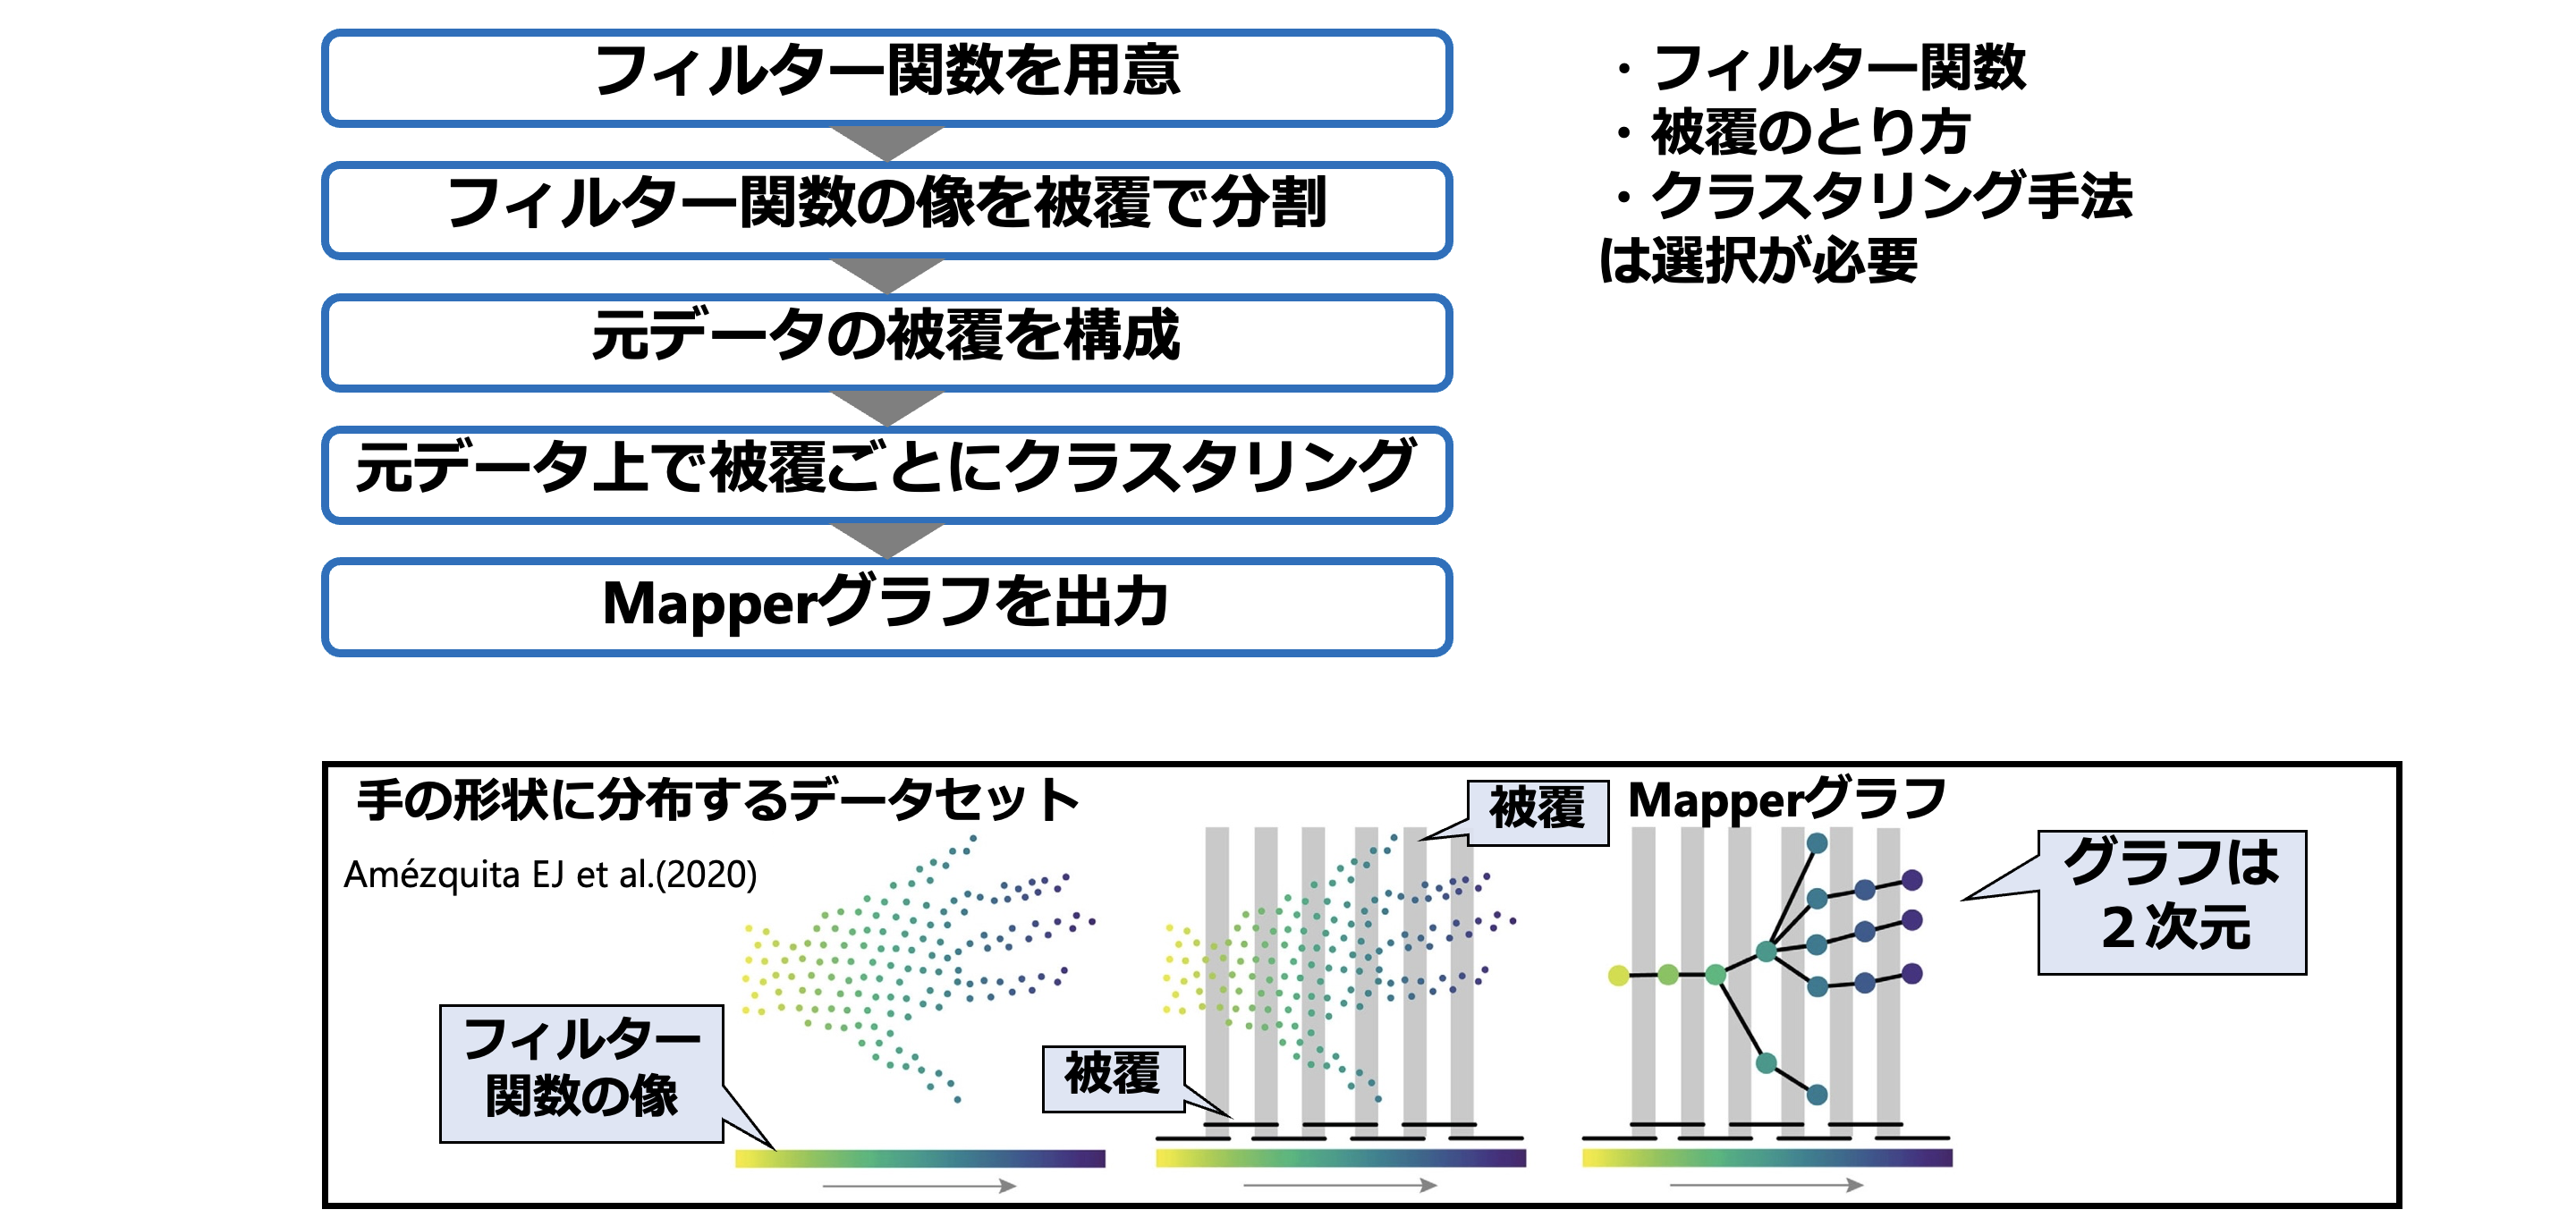 フィルター関数を用意
フィルター関数の像を被覆で分割
元データの被覆を構成
元データ上で被覆ごとにクラスタリング
Mapperグラフを出力
・フィルター関数
・被覆のとり方
・クラスタリング手法
は選択が必要
手の形状に分布するデータセット
Amézquita EJ et al.(2020)
フィルター
関数の像
被覆
被覆
Mapperグラフ
グラフは
２次元